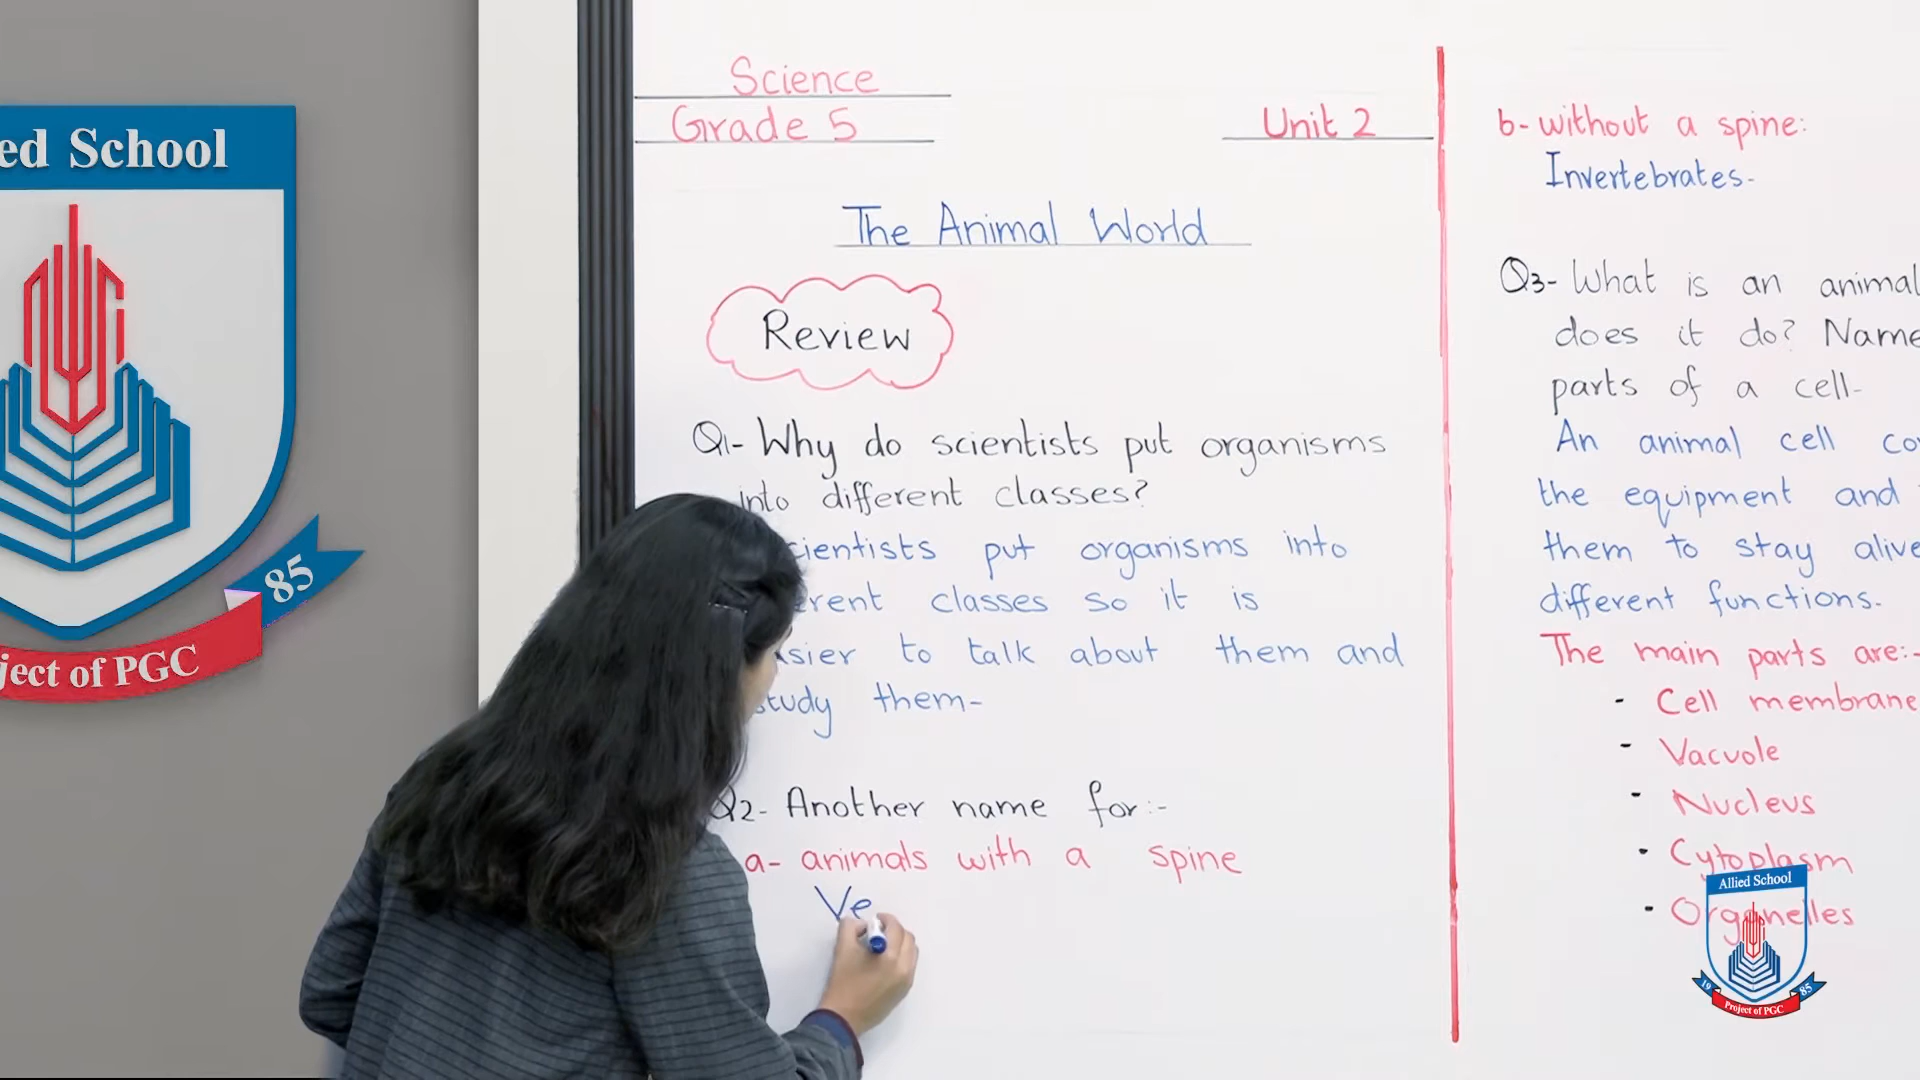 ed School
85
ject of PGC
Science
Grade 5
Unit 2
The Animal World
Review
Q1- Why do scientists put organisms
into different classes?
cientists put organisms into
erent classes so it is
asier to talk about them and
study them-
Q2- Another name for:-
a- animals with a spine
Ve
b- without a spine:
Invertebrates-
Q3- What is an animal
does it do? Name
parts of a cell-
An animal cell co
the equipment and
them to stay alive
different functions.
The main parts are:-
- Cell membrane
- Vacuole
- Nucleus
- Cytoplasm
- Organelles
Allied School
19 85
Project of PGC